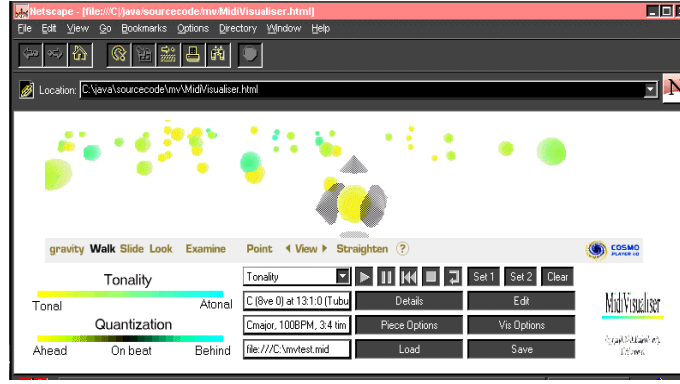 Netscape - [file:///C|/java/sourcecode/mv/MidiVisualiser.html]
File Edit View Go Bookmarks Options Directory Window Help
Location: C:\java\sourcecode\mv\MidiVisualiser.html
N
gravity Walk Slide Look Examine Point View Straighten ? COSMO
PLAYER 1.0
Tonality
Tonal Atonal
Quantization
Ahead On beat Behind
Tonality Set 1 Set 2 Clear
C (8ve 0) at 13:1:0 (Tubu Details Edit
Cmajor, 100BPM, 3:4 tim Piece Options Vis Options
file:///C:\mvtest.mid Load Save
MidiVisualiser